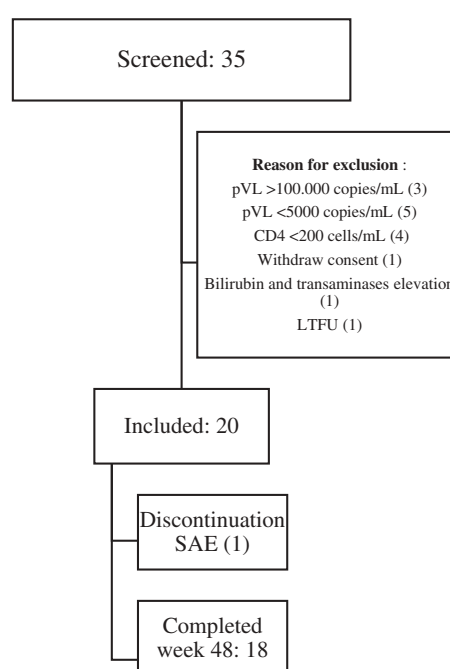 Screened: 35
Reason for exclusion :
pVL >100.000 copies/mL (3)
pVL <5000 copies/mL (5)
CD4 <200 cells/mL (4)
Withdraw consent (1)
Bilirubin and transaminases elevation
(1)
LTFU (1)
Included: 20
Discontinuation
SAE (1)
Completed
week 48: 18